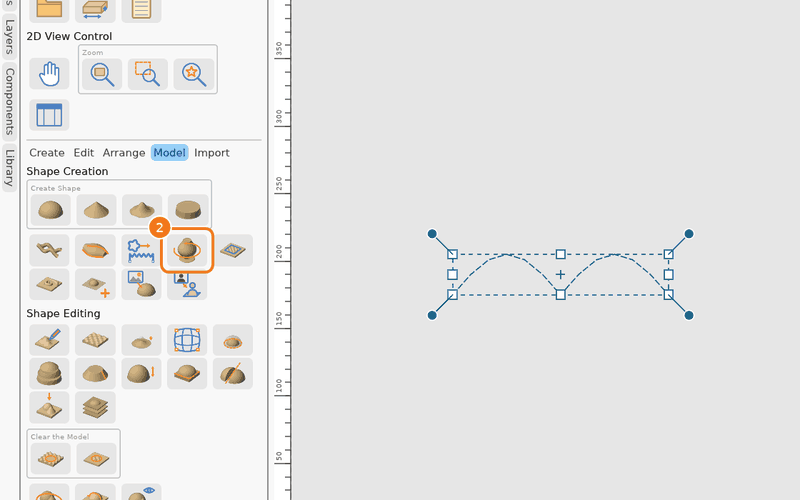 Layers
Components
Library
2D View Control
Zoom
Create Edit Arrange Model Import
Shape Creation
Create Shape
2
Shape Editing
Clear the Model
350
300
250
200
150
100
50